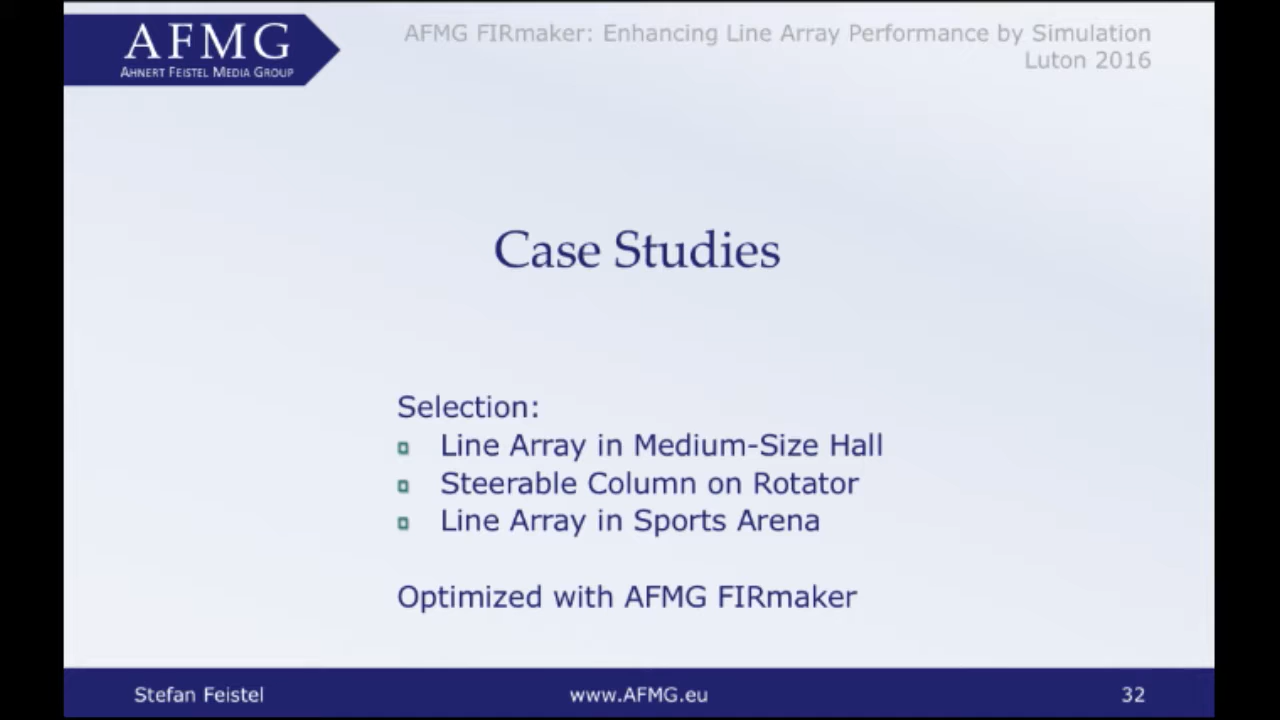 AFMG
AHNERT FEISTEL MEDIA GROUP
AFMG FIRmaker: Enhancing Line Array Performance by Simulation
Luton 2016
Case Studies
Selection:
Line Array in Medium-Size Hall
Steerable Column on Rotator
Line Array in Sports Arena
Optimized with AFMG FIRmaker
Stefan Feistel
www.AFMG.eu
32